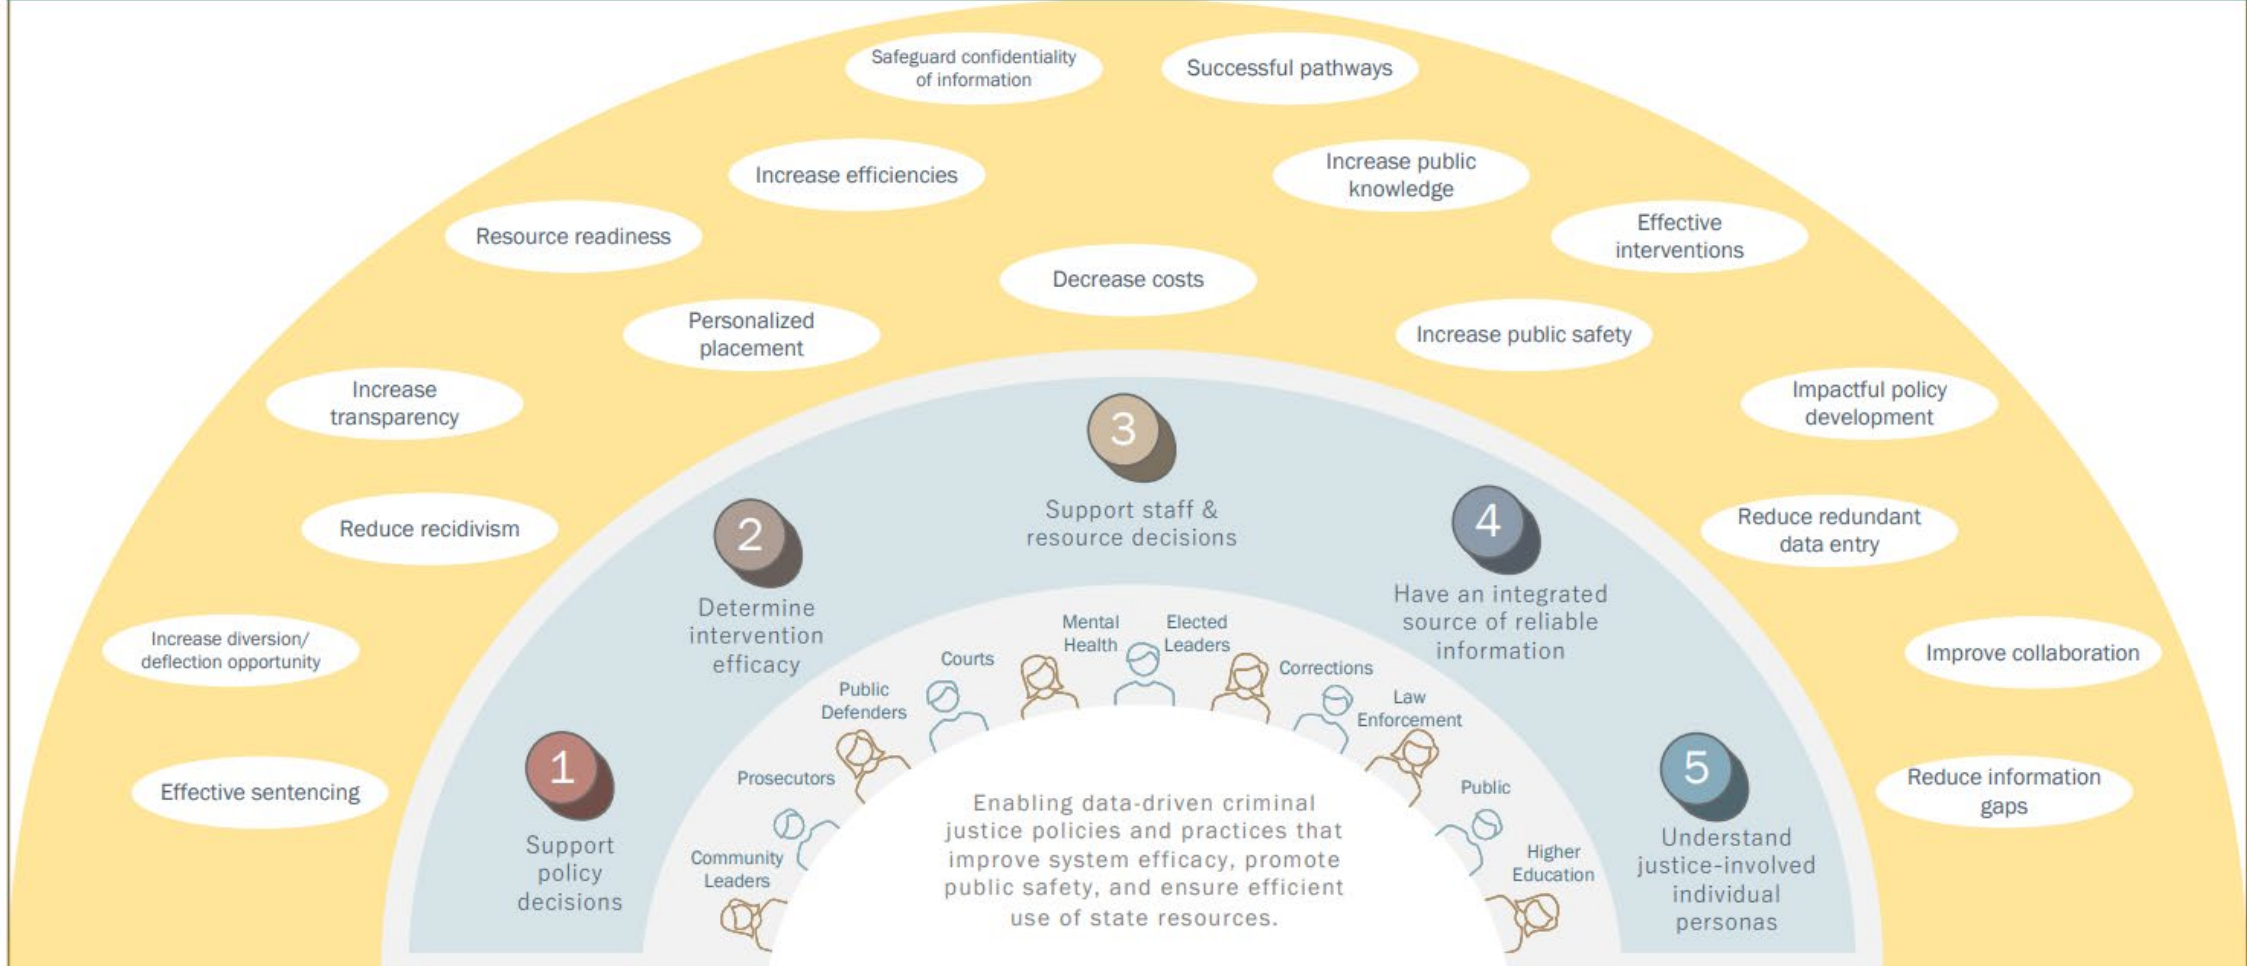 Safeguard confidentiality
of information
Successful pathways
Increase efficiencies
Increase public
knowledge
Resource readiness
Effective
interventions
Decrease costs
Personalized
placement
Increase public safety
Increase
transparency
Impactful policy
development
Reduce recidivism
Reduce redundant
data entry
Increase diversion/
deflection opportunity
Improve collaboration
Effective sentencing
Reduce information
gaps
1
Support
policy
decisions
2
Determine
intervention
efficacy
3
Support staff &
resource decisions
4
Have an integrated
source of reliable
information
5
Understand
justice-involved
individual
personas
Community
Leaders
Prosecutors
Public
Defenders
Courts
Mental
Health
Elected
Leaders
Corrections
Law
Enforcement
Public
Higher
Education
Enabling data-driven criminal
justice policies and practices that
improve system efficacy, promote
public safety, and ensure efficient
use of state resources.